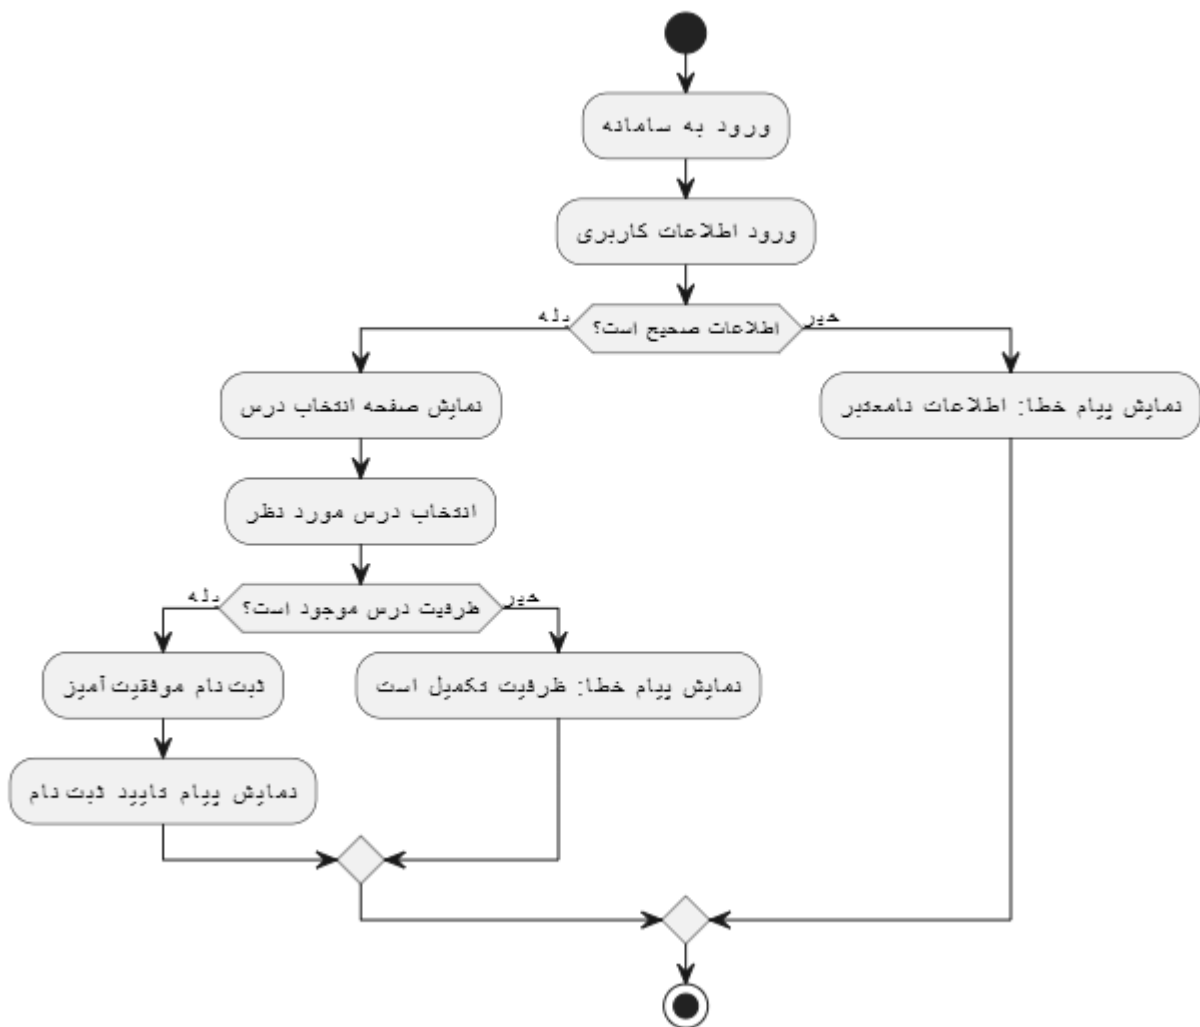 ورود به سامانه
ورود اطلاعات کاربری
اطلاعات صحیح است؟
بله
خیر
نمایش صفحه انتخاب درس
نمایش پیام خطا: اطلاعات نامعتبر
انتخاب درس مورد نظر
ظرفیت درس موجود است؟
بله
خیر
ثبت نام موفقیت آمیز
نمایش پیام خطا: ظرفیت تکمیل است
نمایش پیام تایید ثبت نام